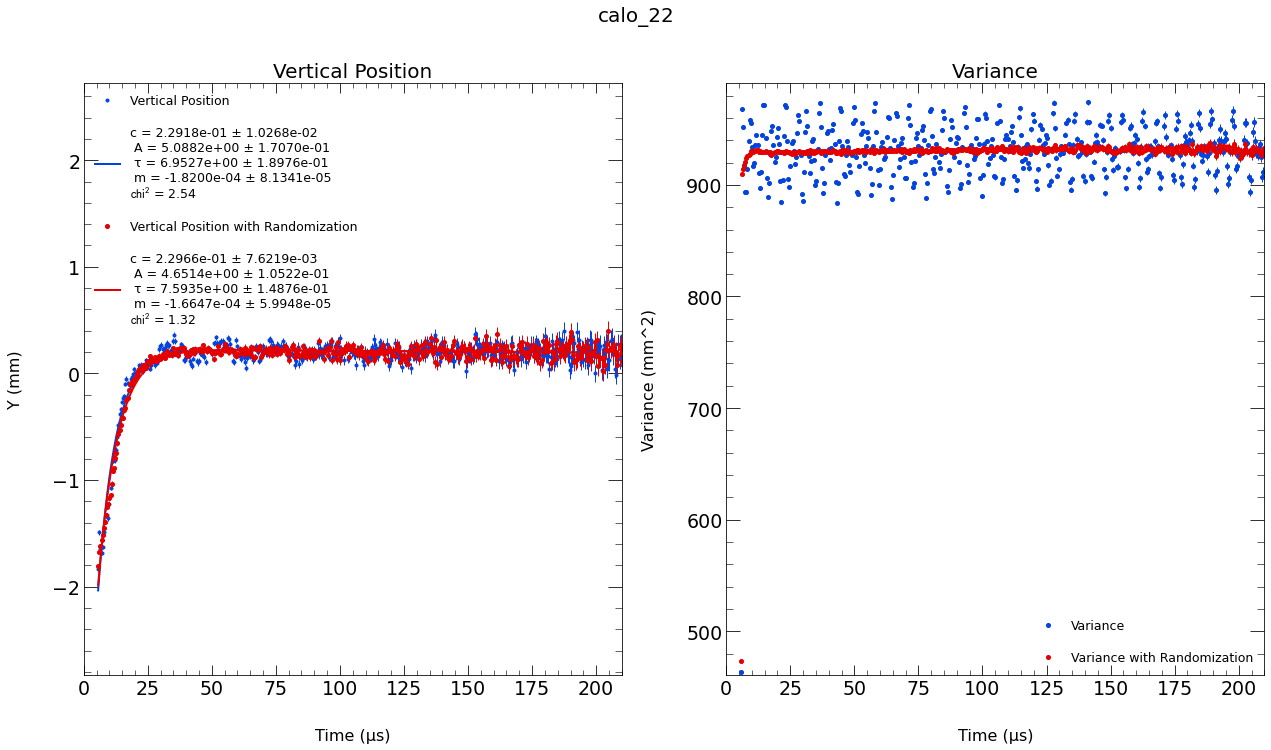 calo_22
Vertical Position
Vertical Position
c = 2.2918e-01 ± 1.0268e-02
A = 5.0882e+00 ± 1.7070e-01
τ = 6.9527e+00 ± 1.8976e-01
m = -1.8200e-04 ± 8.1341e-05
chi² = 2.54
Vertical Position with Randomization
c = 2.2966e-01 ± 7.6219e-03
A = 4.6514e+00 ± 1.0522e-01
τ = 7.5935e+00 ± 1.4876e-01
m = -1.6647e-04 ± 5.9948e-05
chi² = 1.32
Y (mm)
2
1
0
−1
−2
0 25 50 75 100 125 150 175 200
Time (μs)
Variance
Variance (mm^2)
900
800
700
600
500
Variance
Variance with Randomization
0 25 50 75 100 125 150 175 200
Time (μs)